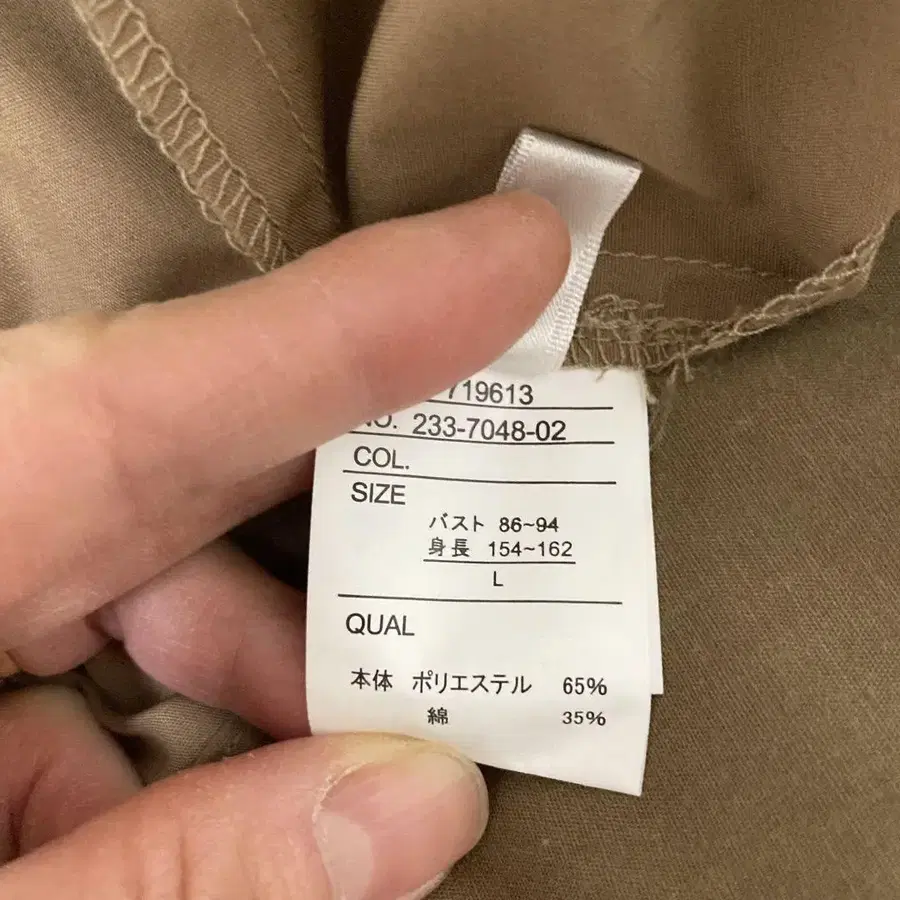 719613
NO. 233-7048-02
COL.
SIZE
バスト 86~94
身長 154~162
L
QUAL
本体 ポリエステル 65%
綿 35%